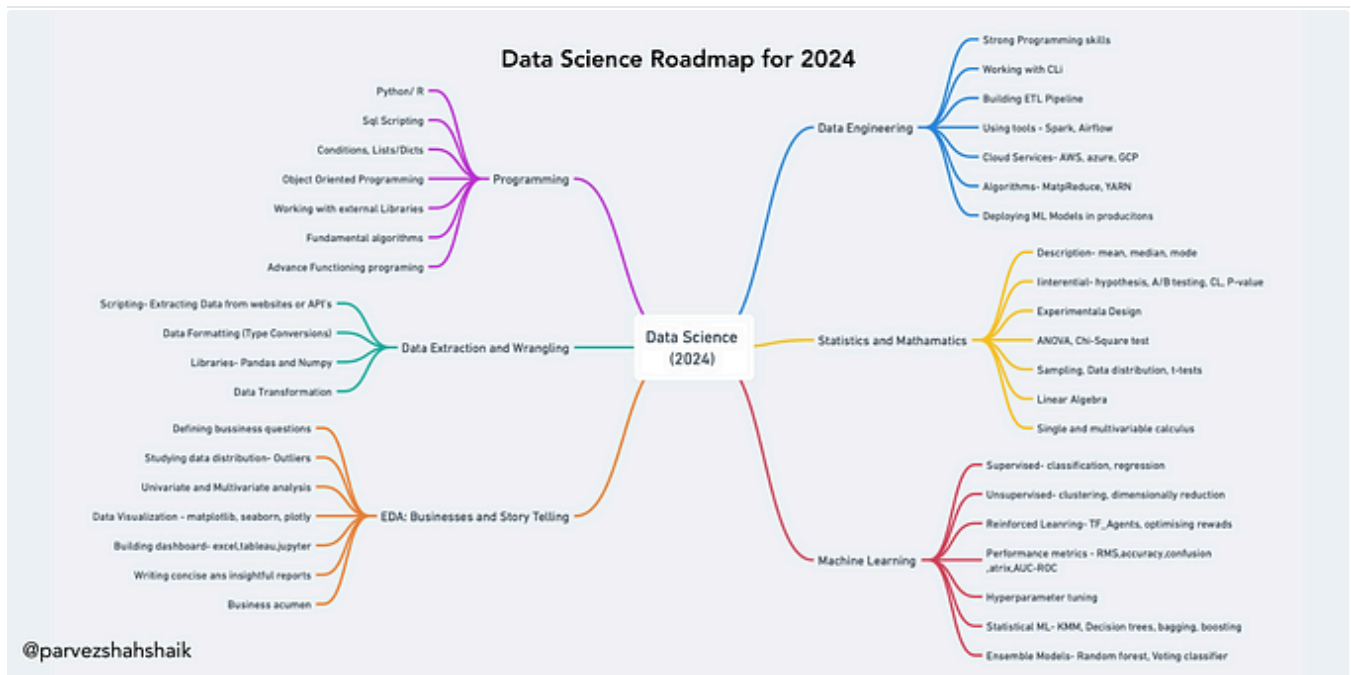 Data Science Roadmap for 2024
Data Science
(2024)
Programming
Python/ R
Sql Scripting
Conditions, Lists/Dicts
Object Oriented Programming
Working with external Libraries
Fundamental algorithms
Advance Functioning programing
Data Extraction and Wrangling
Scripting- Extracting Data from websites or API's
Data Formatting (Type Conversions)
Libraries- Pandas and Numpy
Data Transformation
EDA: Businesses and Story Telling
Defining bussiness questions
Studying data distribution- Outliers
Univariate and Multivariate analysis
Data Visualization - matplotlib, seaborn, plotly
Building dashboard- excel,tableau,jupyter
Writing concise ans insightful reports
Business acumen
Data Engineering
Strong Programming skills
Working with CLi
Building ETL Pipeline
Using tools - Spark, Airflow
Cloud Services- AWS, azure, GCP
Algorithms- MatpReduce, YARN
Deploying ML Models in producitons
Statistics and Mathamatics
Description- mean, median, mode
Iinterential- hypothesis, A/B testing, CL, P-value
Experimentala Design
ANOVA, Chi-Square test
Sampling, Data distribution, t-tests
Linear Algebra
Single and multivariable calculus
Machine Learning
Supervised- classification, regression
Unsupervised- clustering, dimensionally reduction
Reinforced Leanring- TF_Agents, optimising rewads
Performance metrics - RMS,accuracy,confusion
,atrix,AUC-ROC
Hyperparameter tuning
Statistical ML- KMM, Decision trees, bagging, boosting
Ensemble Models- Random forest, Voting classifier
@parvezshahshaik